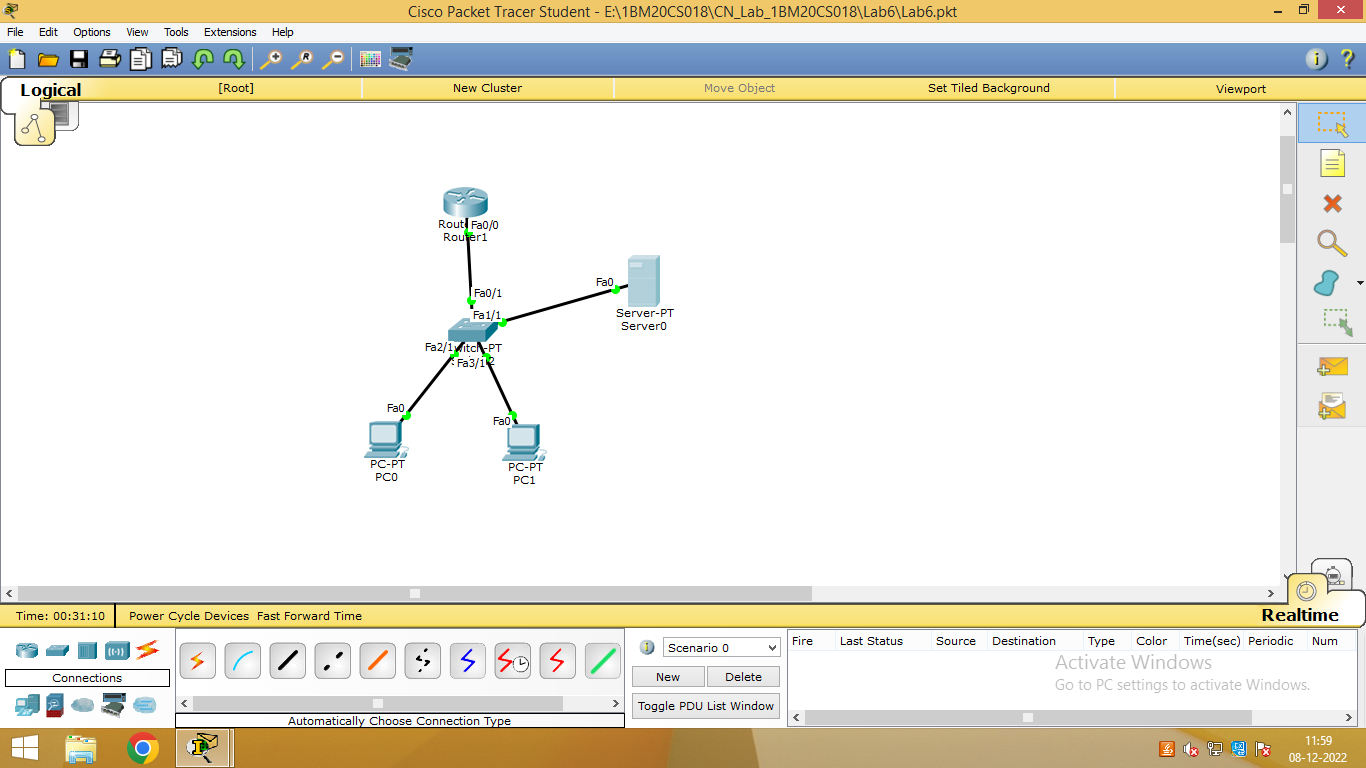 Cisco Packet Tracer Student - E:\1BM20CS018\CN_Lab_1BM20CS018\Lab6\Lab6.pkt
File Edit Options View Tools Extensions Help
Logical [Root] New Cluster Move Object Set Tiled Background Viewport
Fa0/0
Router1
Fa0/1
Fa0
Fa1/1
Server-PT
Server0
Fa2/1
Fa3/1
Fa0
Fa0
PC-PT
PC0
PC-PT
PC1
Time: 00:31:10 Power Cycle Devices Fast Forward Time
Realtime
Connections
Automatically Choose Connection Type
Scenario 0
New Delete
Toggle PDU List Window
Fire Last Status Source Destination Type Color Time(sec) Periodic Num
Activate Windows
Go to PC settings to activate Windows.
11:59
08-12-2022